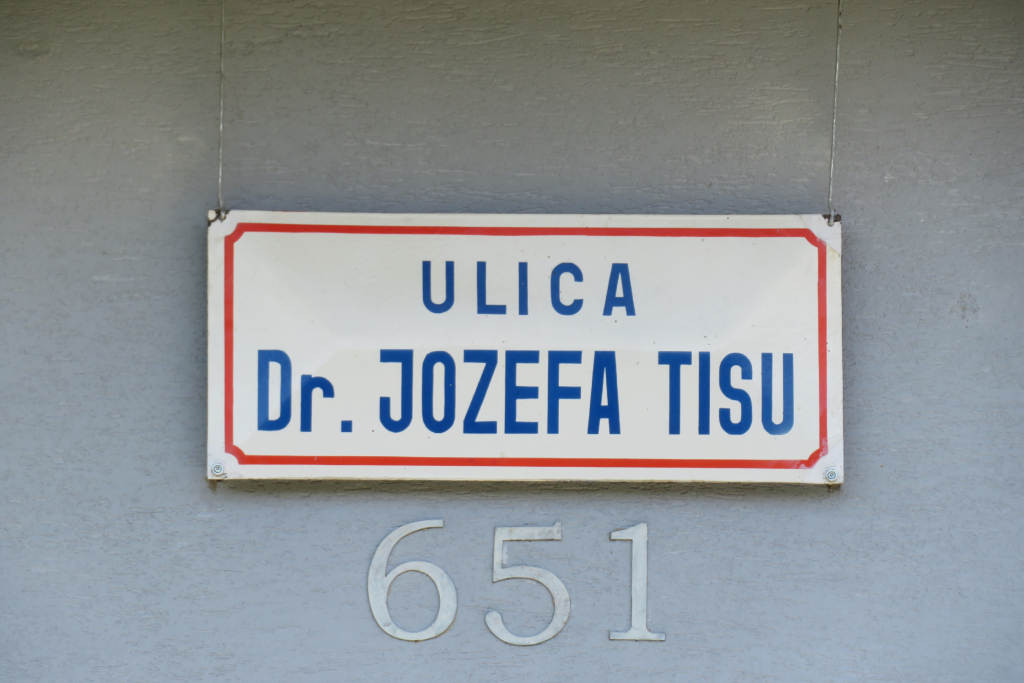 ULICA
Dr. JOZEFA TISU
651